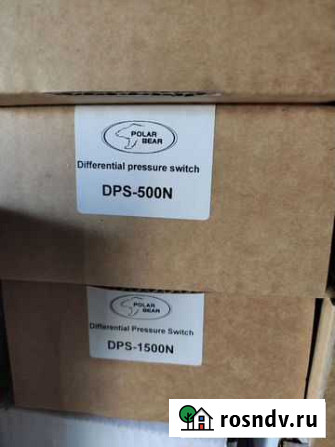 POLAR
BEAR
Differential pressure switch
DPS-500N
POLAR
BEAR
Differential Pressure Switch
DPS-1500N
rosndv.ru